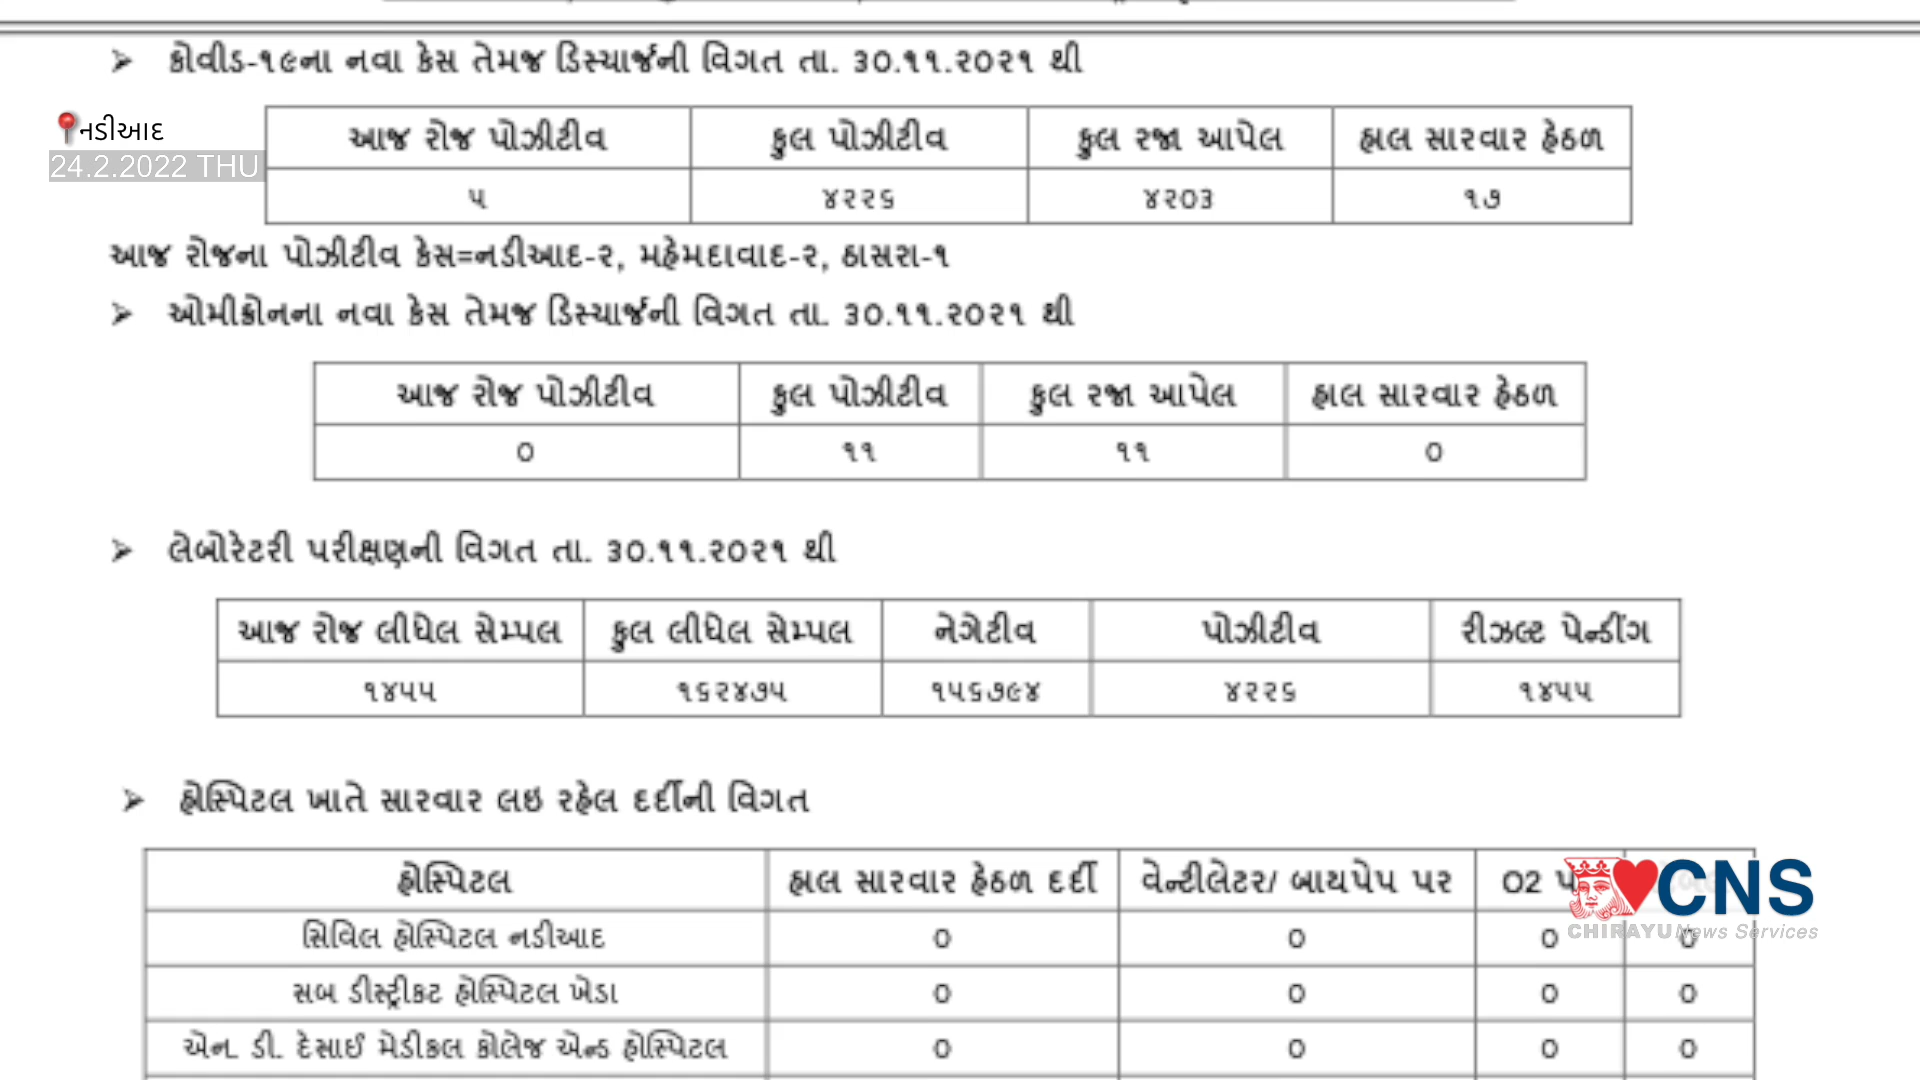 કોવીડ-૧૯ના નવા કેસ તેમજ ડિસ્ચાર્જની વિગત તા. ૩૦.૧૧.૨૦૨૧ થી
નડીઆદ
24.2.2022 THU
આજ રોજ પોઝીટીવ કુલ પોઝીટીવ કુલ રજા આપેલ હાલ સારવાર હેઠળ
૫ ૪૨૨૬ ૪૨૦૩ ૧૭
આજ રોજના પોઝીટીવ કેસ=નડીઆદ-૨, મહેમદાવાદ-૨, ઠાસરા-૧
ઓમીક્રોનના નવા કેસ તેમજ ડિસ્ચાર્જની વિગત તા. ૩૦.૧૧.૨૦૨૧ થી
આજ રોજ પોઝીટીવ કુલ પોઝીટીવ કુલ રજા આપેલ હાલ સારવાર હેઠળ
૦ ૧૧ ૧૧ ૦
લેબોરેટરી પરીક્ષણની વિગત તા. ૩૦.૧૧.૨૦૨૧ થી
આજ રોજ લીધેલ સેમ્પલ કુલ લીધેલ સેમ્પલ નેગેટીવ પોઝીટીવ રીઝલ્ટ પેન્ડીંગ
૧૪૫૫ ૧૬૨૪૭૫ ૧૫૬૭૯૪ ૪૨૨૬ ૧૪૫૫
હોસ્પિટલ ખાતે સારવાર લઇ રહેલ દર્દીની વિગત
હોસ્પિટલ હાલ સારવાર હેઠળ દર્દી વેન્ટીલેટર/ બાયપેપ પર O2
સિવિલ હોસ્પિટલ નડીઆદ ૦ ૦ ૦ ૦
સબ ડીસ્ટ્રીકટ હોસ્પિટલ ખેડા ૦ ૦ ૦ ૦
એન. ડી. દેસાઈ મેડીકલ કોલેજ એન્ડ હોસ્પિટલ ૦ ૦ ૦ ૦
CNS
CHIRAYU News Services